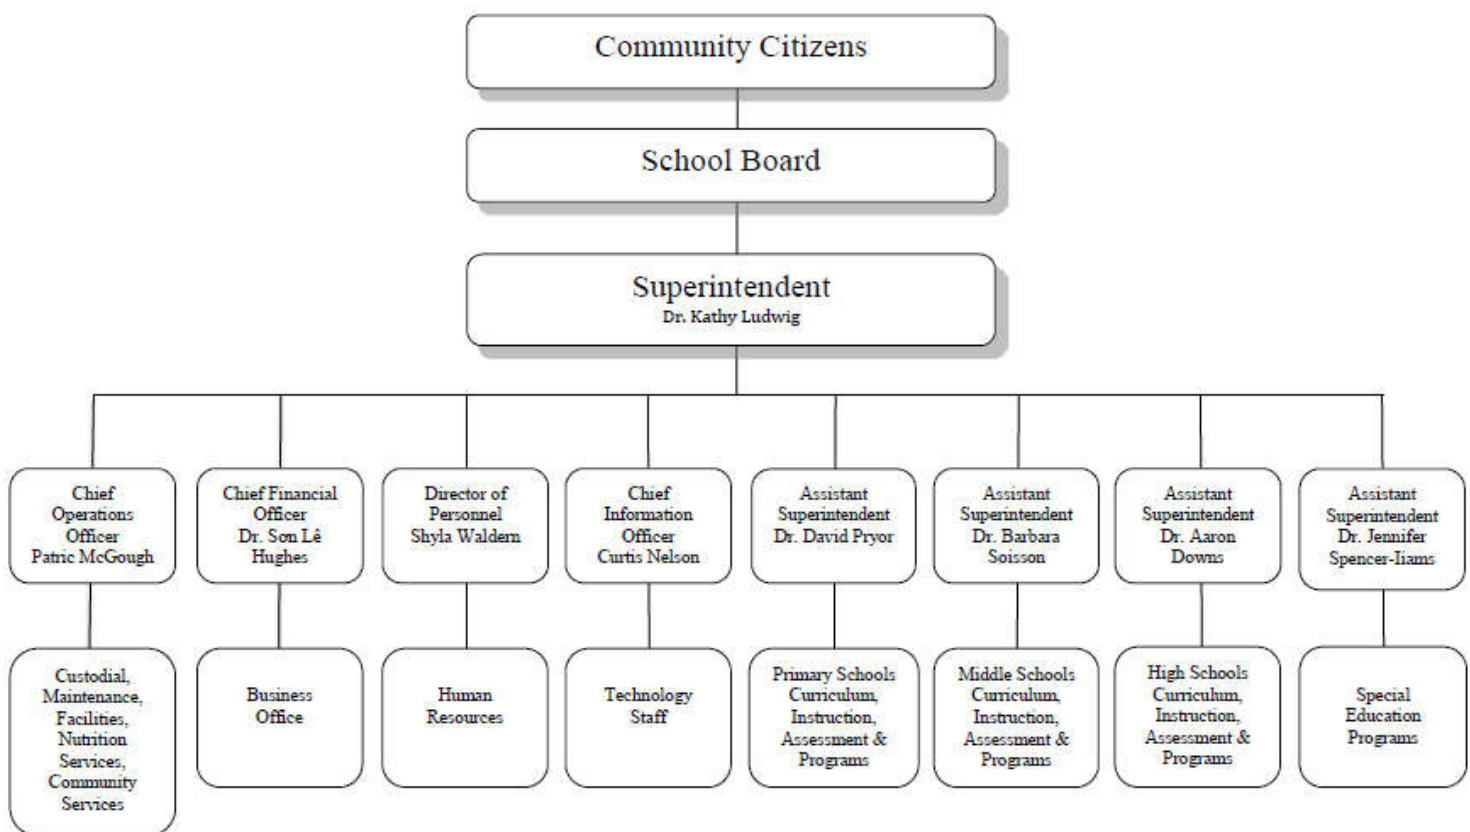 Community Citizens
School Board
Superintendent
Dr. Kathy Ludwig
Chief
Operations
Officer
Patric McGough
Chief Financial
Officer
Dr. Sơn Lê
Hughes
Director of
Personnel
Shyla Waldern
Chief
Information
Officer
Curtis Nelson
Assistant
Superintendent
Dr. David Pryor
Assistant
Superintendent
Dr. Barbara
Soisson
Assistant
Superintendent
Dr. Aaron
Downs
Assistant
Superintendent
Dr. Jennifer
Spencer-Iiams
Custodial,
Maintenance,
Facilities,
Nutrition
Services,
Community
Services
Business
Office
Human
Resources
Technology
Staff
Primary Schools
Curriculum,
Instruction,
Assessment &
Programs
Middle Schools
Curriculum,
Instruction,
Assessment &
Programs
High Schools
Curriculum,
Instruction,
Assessment &
Programs
Special
Education
Programs